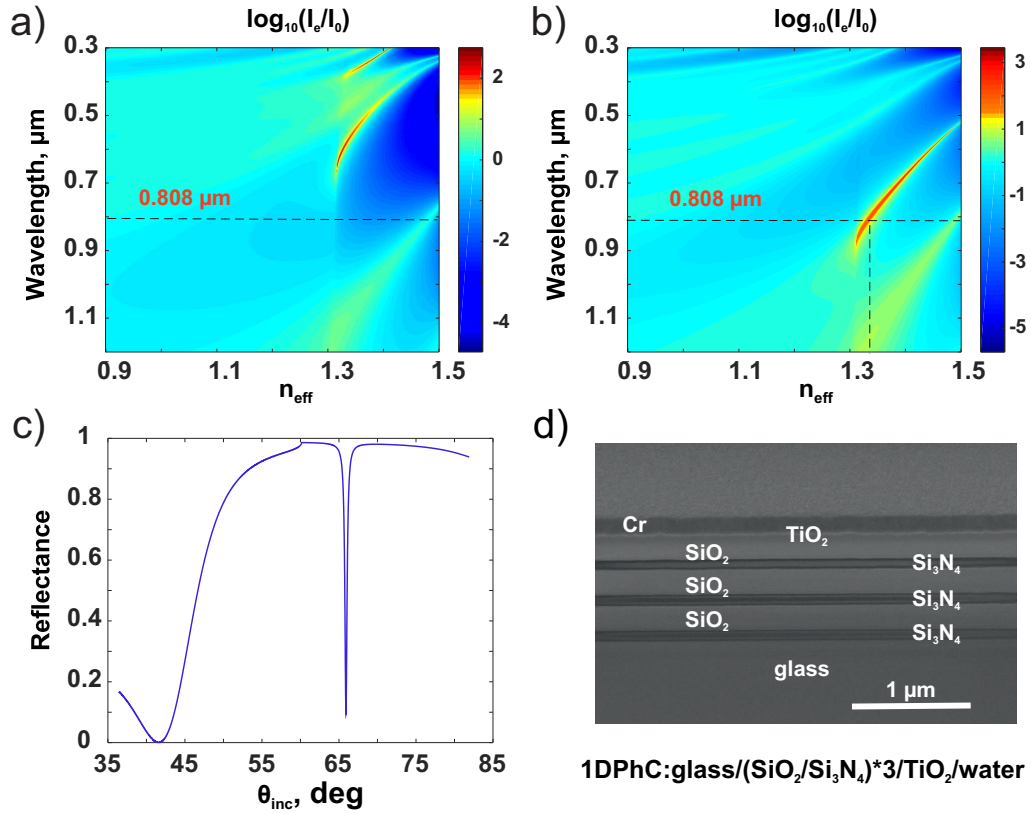 a)
log₁₀(Iₑ/I₀)
0.3
0.5
0.7
0.9
1.1
Wavelength, µm
0.808 µm
0.9
1.1
1.3
1.5
n_eff
2
0
-2
-4
b)
log₁₀(Iₑ/I₀)
0.3
0.5
0.7
0.9
1.1
Wavelength, µm
0.808 µm
0.9
1.1
1.3
1.5
n_eff
3
1
-1
-3
-5
c)
1
0.8
0.6
0.4
0.2
0
Reflectance
35
45
55
65
75
85
θ_inc, deg
d)
Cr
TiO₂
SiO₂
Si₃N₄
SiO₂
Si₃N₄
SiO₂
Si₃N₄
glass
1 µm
1DPhC:glass/(SiO₂/Si₃N₄)*3/TiO₂/water